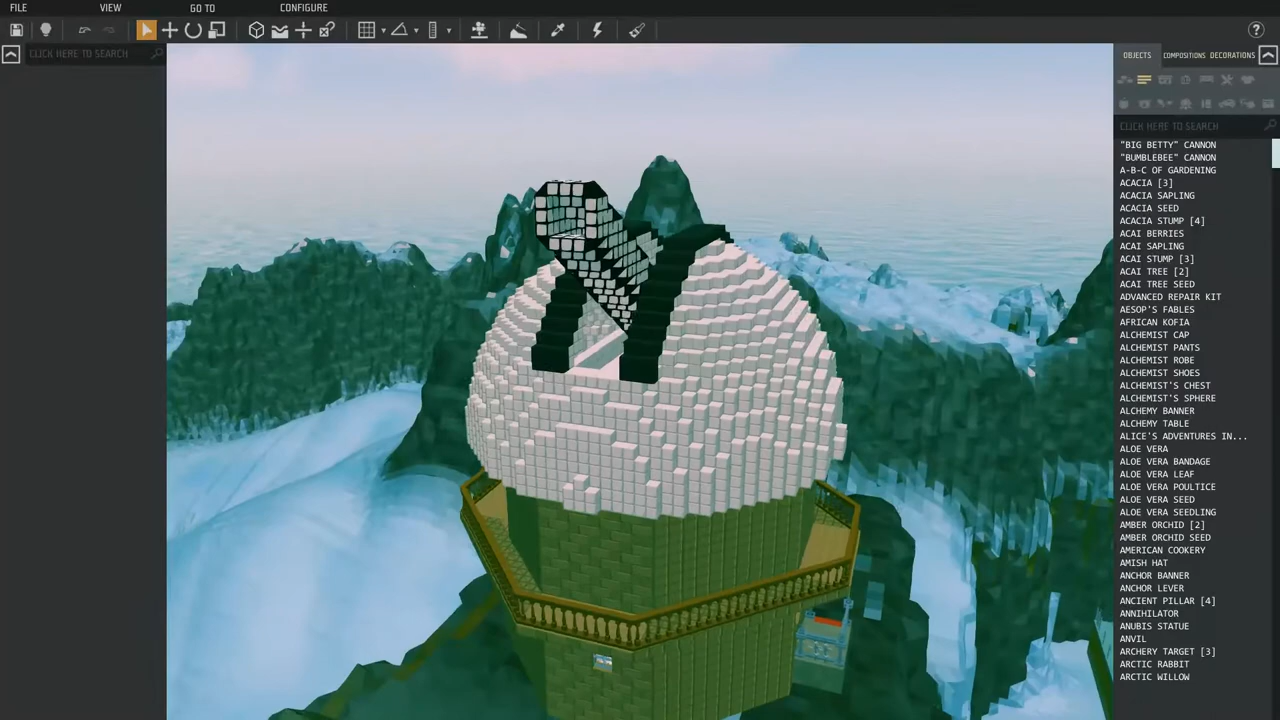 FILE VIEW GO TO CONFIGURE
CLICK HERE TO SEARCH
OBJECTS COMPOSITIONS DECORATIONS
CLICK HERE TO SEARCH
"BIG BETTY" CANNON
"BUMBLEBEE" CANNON
A-B-C OF GARDENING
ACACIA [3]
ACACIA SAPLING
ACACIA SEED
ACACIA STUMP [4]
ACAI BERRIES
ACAI SAPLING
ACAI STUMP [3]
ACAI TREE [2]
ACAI TREE SEED
ADVANCED REPAIR KIT
AESOP'S FABLES
AFRICAN KOFIA
ALCHEMIST CAP
ALCHEMIST PANTS
ALCHEMIST ROBE
ALCHEMIST SHOES
ALCHEMIST'S CHEST
ALCHEMIST'S SPHERE
ALCHEMY BANNER
ALCHEMY TABLE
ALICE'S ADVENTURES IN...
ALOE VERA
ALOE VERA BANDAGE
ALOE VERA LEAF
ALOE VERA POULTICE
ALOE VERA SEED
ALOE VERA SEEDLING
AMBER ORCHID [2]
AMBER ORCHID SEED
AMERICAN COOKERY
AMISH HAT
ANCHOR BANNER
ANCHOR LEVER
ANCIENT PILLAR [4]
ANNIHILATOR
ANUBIS STATUE
ANVIL
ARCHERY TARGET [3]
ARCTIC RABBIT
ARCTIC WILLOW